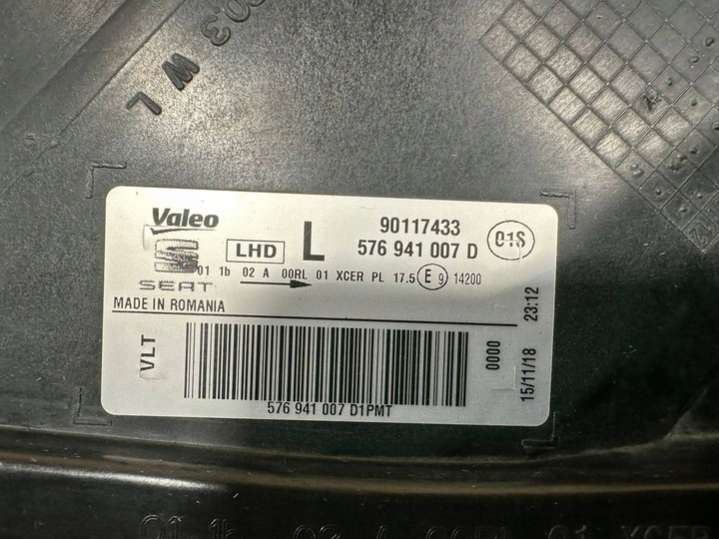 Valeo
LHD
L
90117433
576 941 007 D
01S
SEAT
01 1b 02 A 00RL 01 XCER PL 17.5 E 9 14200
MADE IN ROMANIA
VLT
0000
15/11/18 23:12
576 941 007 D1PMT